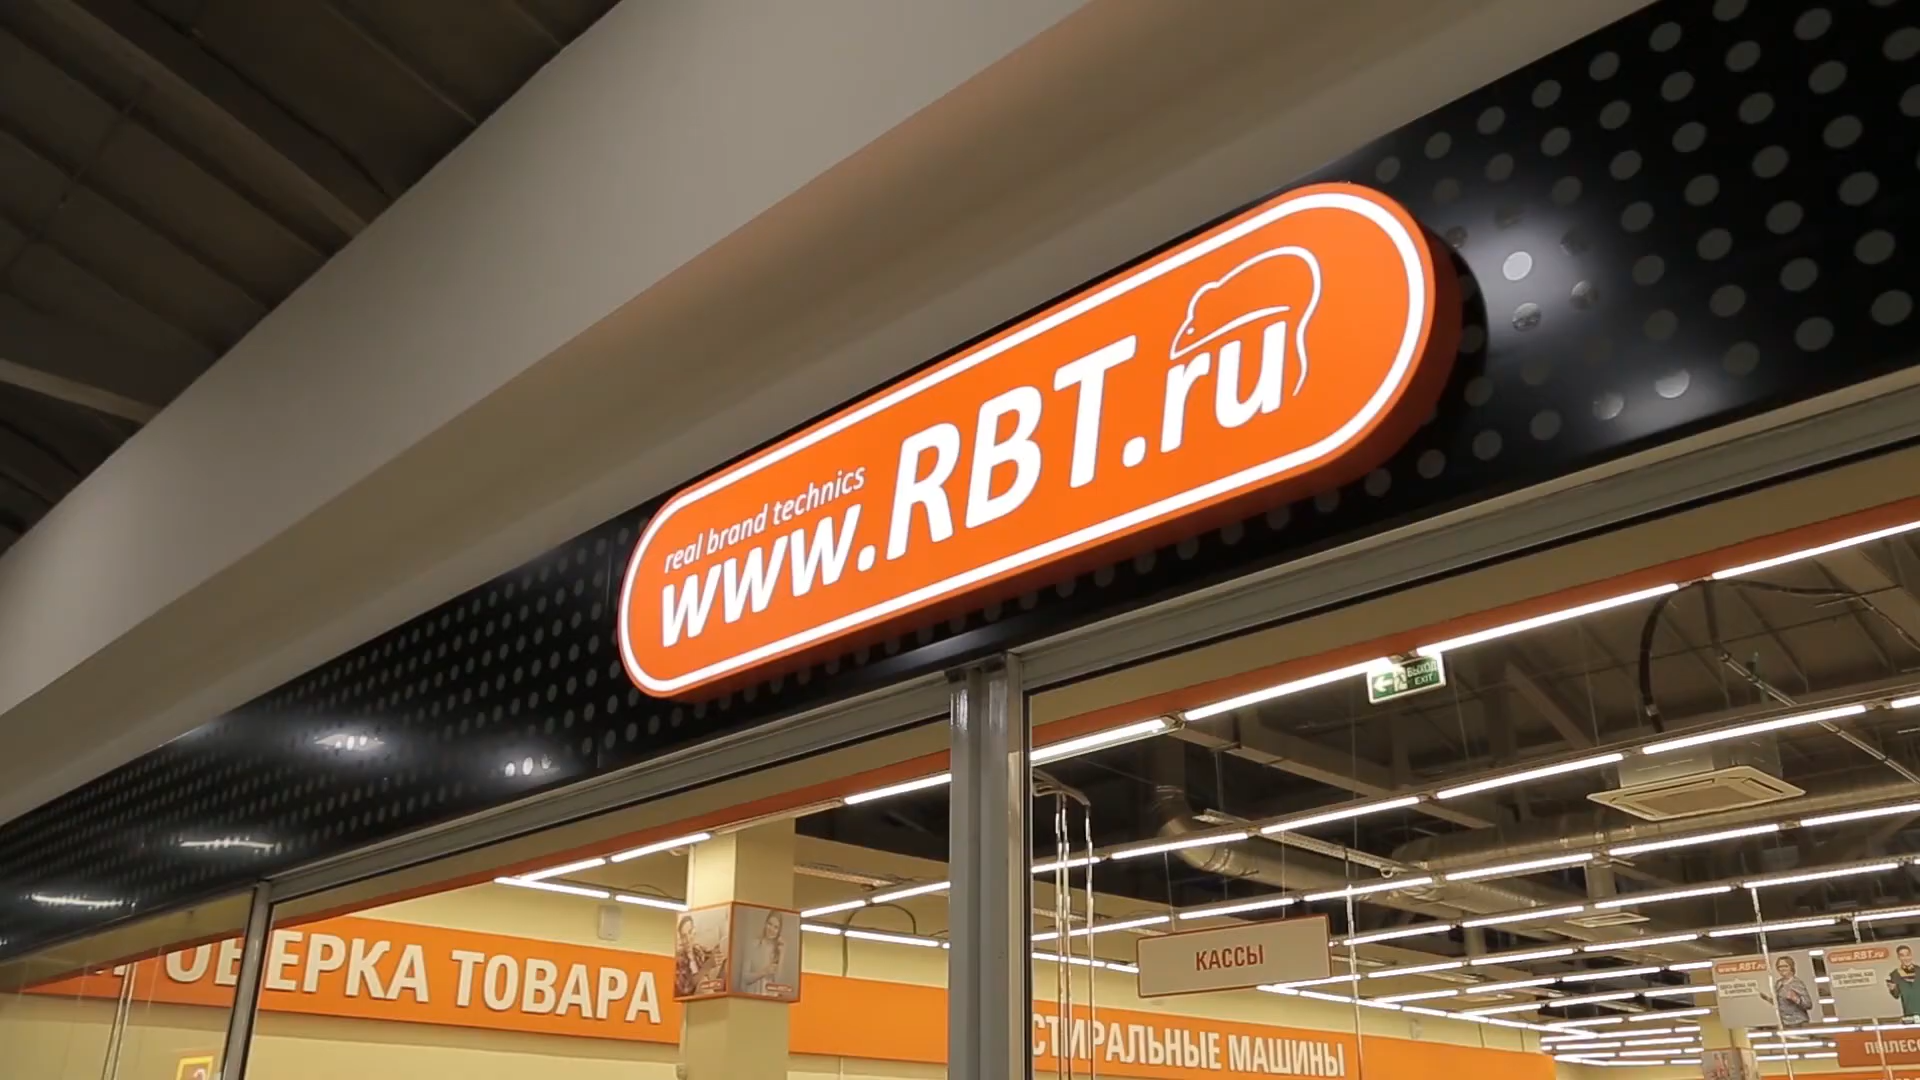 real brand technics
www.RBT.ru
ВЫХОД
EXIT
ОВЕРКА ТОВАРА
КАССЫ
СТИРАЛЬНЫЕ МАШИНЫ
www.RBT.ru
www.RBT.ru
ПЫЛЕС